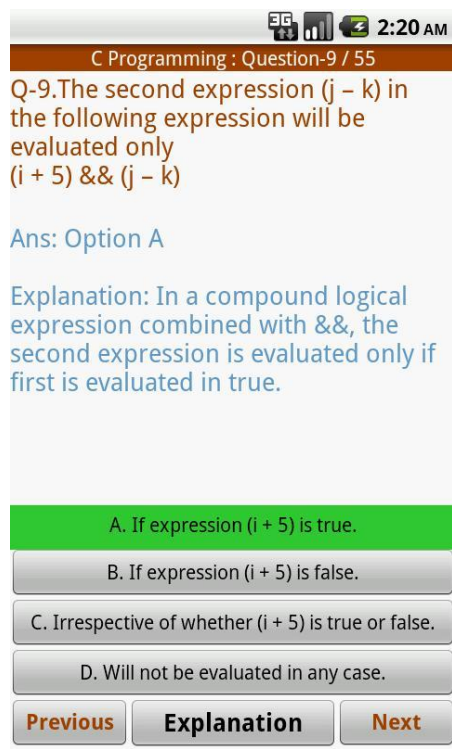 3G 2:20 AM
C Programming : Question-9 / 55
Q-9.The second expression (j – k) in
the following expression will be
evaluated only
(i + 5) && (j – k)
Ans: Option A
Explanation: In a compound logical
expression combined with &&, the
second expression is evaluated only if
first is evaluated in true.
A. If expression (i + 5) is true.
B. If expression (i + 5) is false.
C. Irrespective of whether (i + 5) is true or false.
D. Will not be evaluated in any case.
Previous Explanation Next